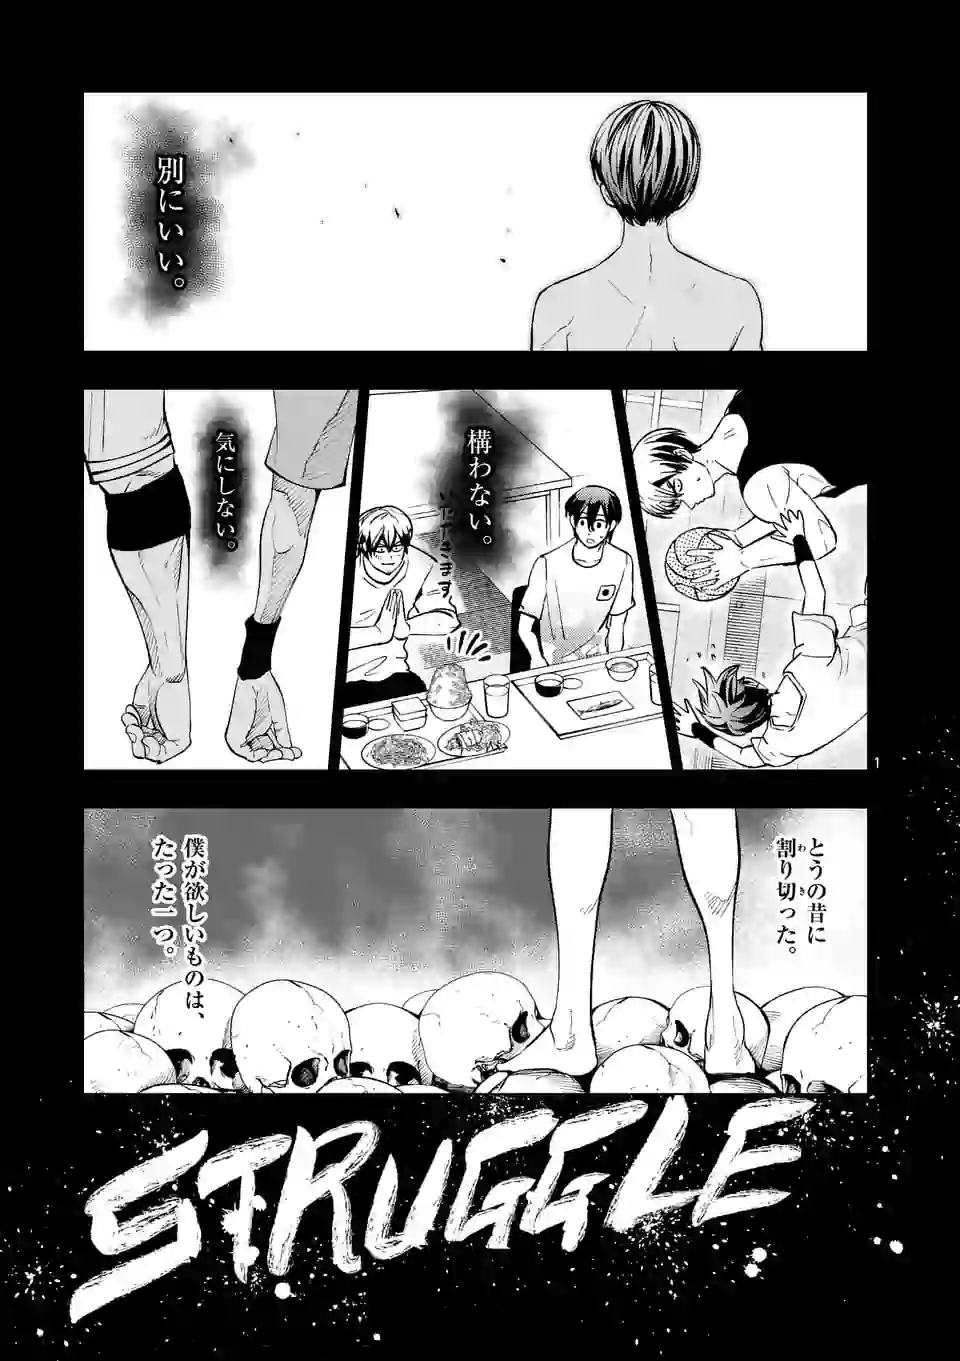 別にいい。
構わない。
いただきます
気にしない。
1
とうの昔に
割り切った。
わ き
僕が欲しいものは、
たった一つ。
STRUGGLE